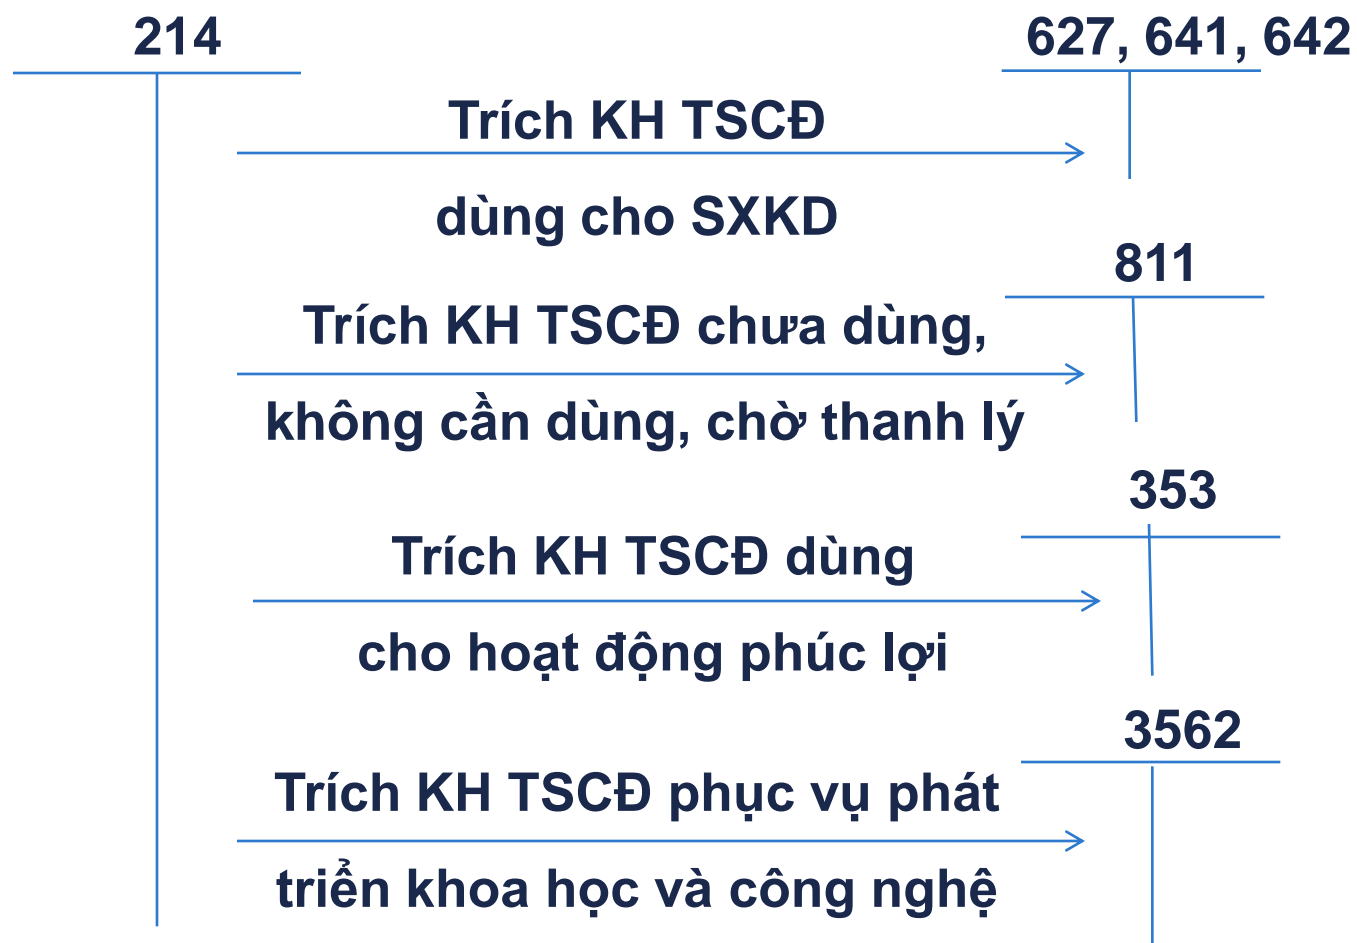 214
627, 641, 642
Trích KH TSCĐ
dùng cho SXKD
811
Trích KH TSCĐ chưa dùng,
không cần dùng, chờ thanh lý
353
Trích KH TSCĐ dùng
cho hoạt động phúc lợi
3562
Trích KH TSCĐ phục vụ phát
triển khoa học và công nghệ